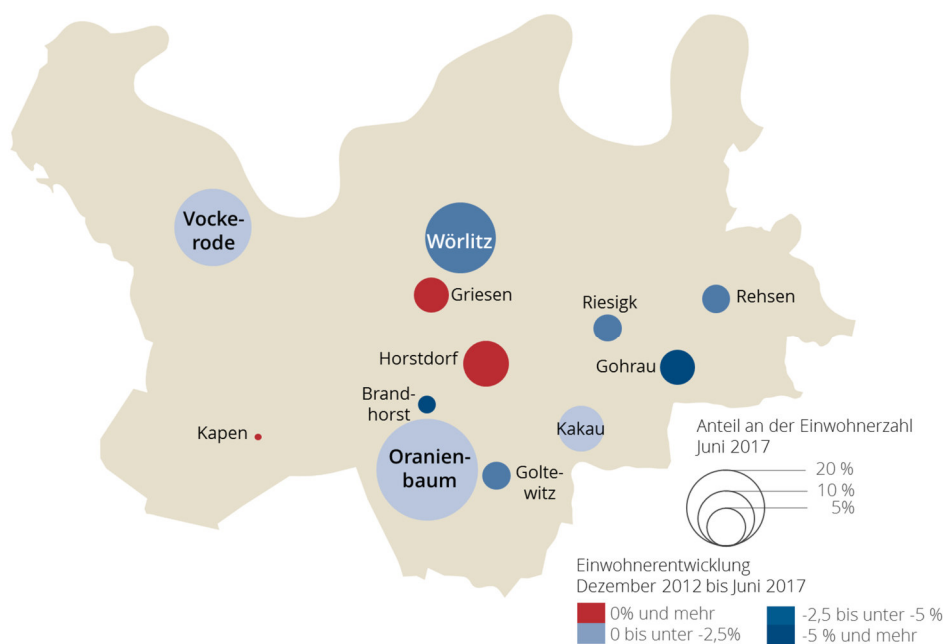 Vocke-
rode
Wörlitz
Griesen
Riesigk
Rehsen
Horstdorf
Gohrau
Brand-
horst
Kapen
Kakau
Oranien-
baum
Golte-
witz
Anteil an der Einwohnerzahl
Juni 2017
20 %
10 %
5%
Einwohnerentwicklung
Dezember 2012 bis Juni 2017
0% und mehr
0 bis unter -2,5%
-2,5 bis unter -5 %
-5 % und mehr